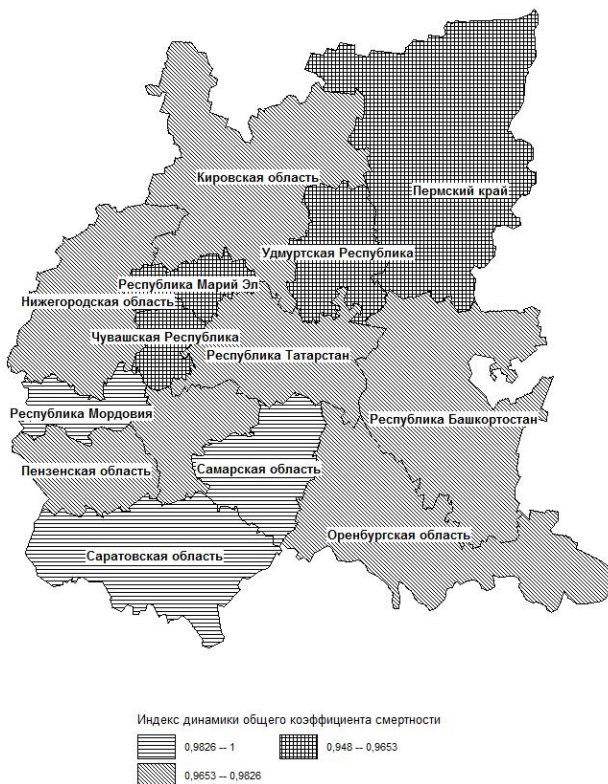 Кировская область
Пермский край
Удмуртская Республика
Республика Марий Эл
Нижегородская область
Чувашская Республика
Республика Татарстан
Республика Мордовия
Республика Башкортостан
Пензенская область
Самарская область
Оренбургская область
Саратовская область
Индекс динамики общего коэффициента смертности
0,9826 -- 1
0,948 -- 0,9653
0,9653 -- 0,9826